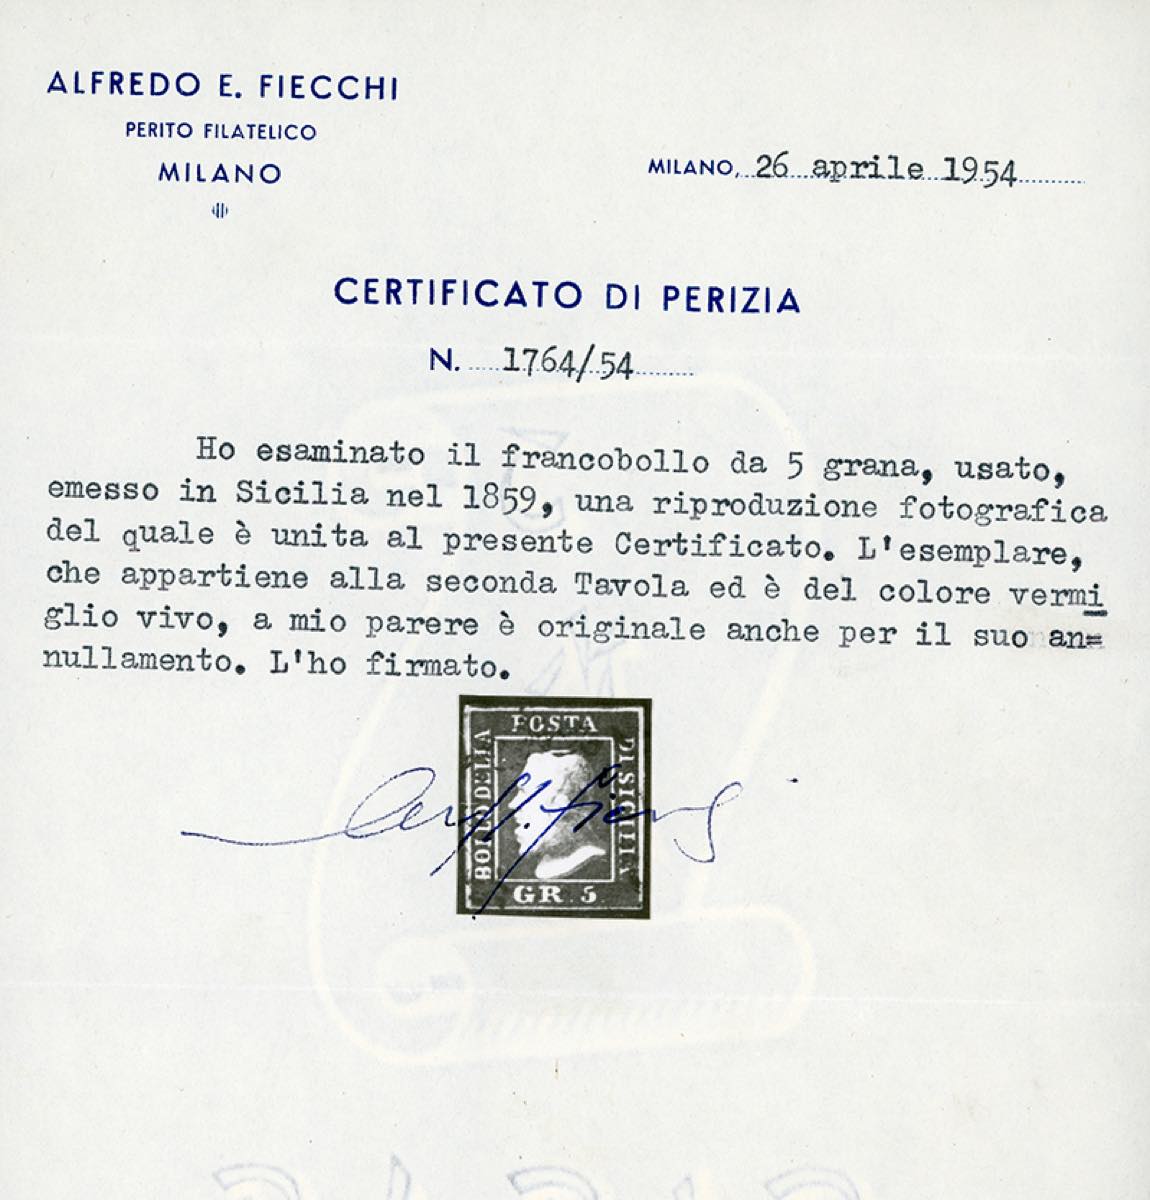 ALFREDO E. FIECCHI
PERITO FILATELICO
MILANO
MILANO, 26 aprile 1954
CERTIFICATO DI PERIZIA
N. 1764/54
Ho esaminato il francobollo da 5 grana, usato,
emesso in Sicilia nel 1859, una riproduzione fotografica
del quale è unita al presente Certificato. L'esemplare,
che appartiene alla seconda Tavola ed è del colore vermi
glio vivo, a mio parere è originale anche per il suo an=
nullamento. L'ho firmato.
POSTA
BOLLO DELLA
DI SICILIA
GR. 5